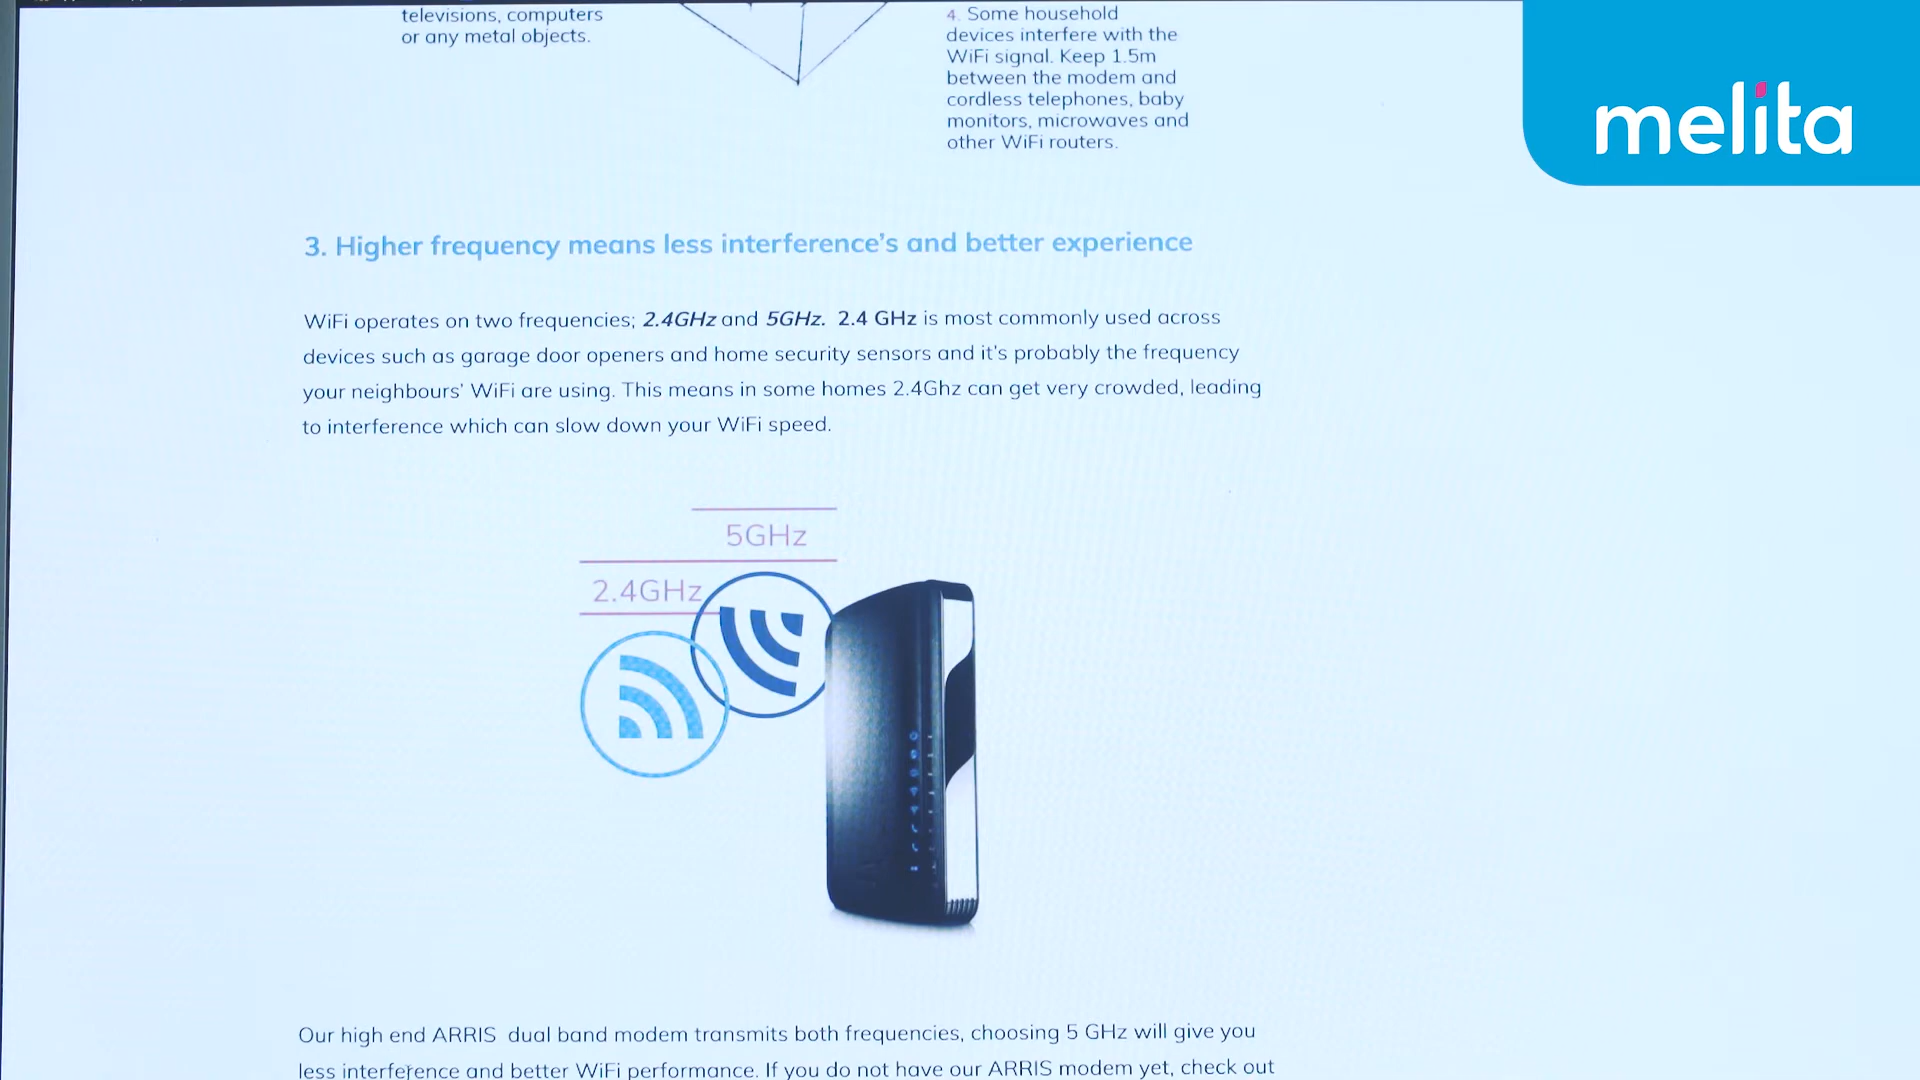 televisions, computers
or any metal objects.
4. Some household
devices interfere with the
WiFi signal. Keep 1.5m
between the modem and
cordless telephones, baby
monitors, microwaves and
other WiFi routers.
melita
3. Higher frequency means less interference's and better experience
WiFi operates on two frequencies; 2.4GHz and 5GHz. 2.4 GHz is most commonly used across
devices such as garage door openers and home security sensors and it's probably the frequency
your neighbours' WiFi are using. This means in some homes 2.4Ghz can get very crowded, leading
to interference which can slow down your WiFi speed.
5GHz
2.4GHz
Our high end ARRIS dual band modem transmits both frequencies, choosing 5 GHz will give you
less interference and better WiFi performance. If you do not have our ARRIS modem yet, check out